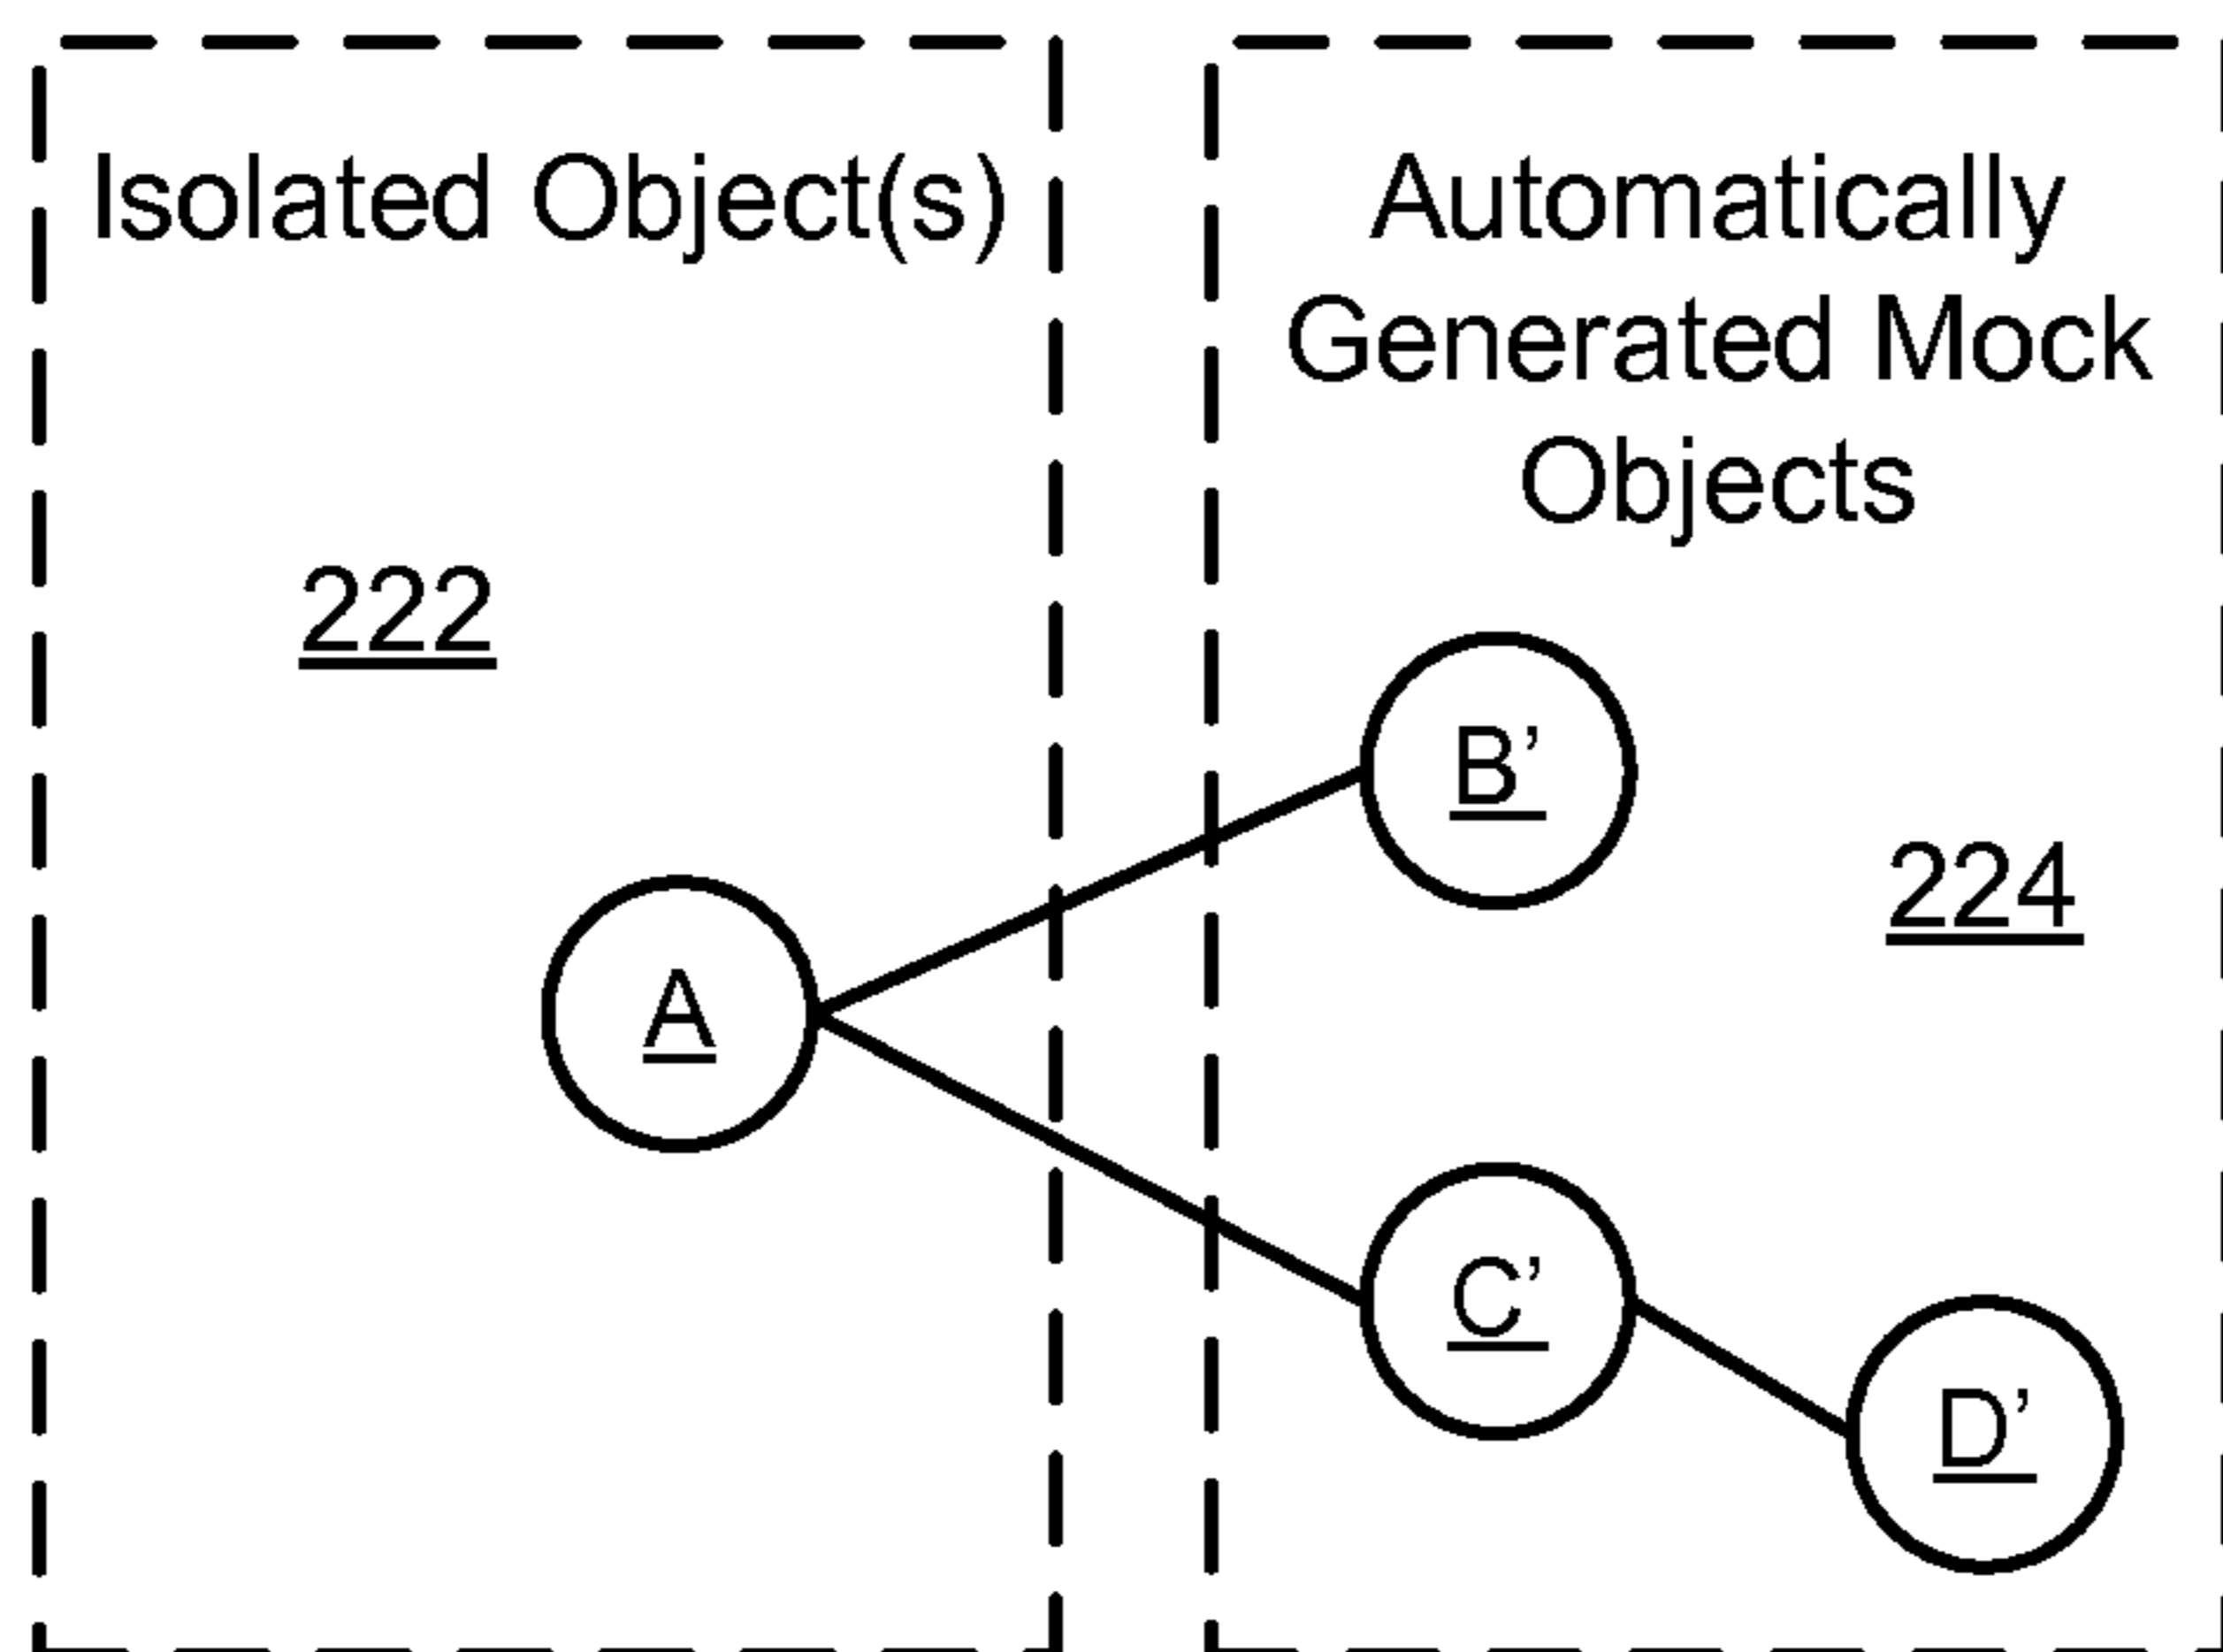 Isolated Object(s)
222
A
Automatically
Generated Mock
Objects
B’
224
C’
D’